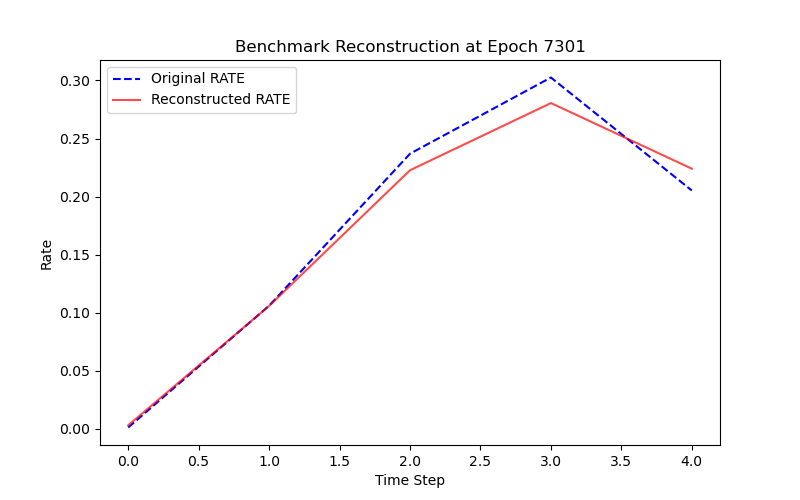 Benchmark Reconstruction at Epoch 7301
Original RATE
Reconstructed RATE
0.30
0.25
0.20
0.15
0.10
0.05
0.00
Rate
0.0 0.5 1.0 1.5 2.0 2.5 3.0 3.5 4.0
Time Step